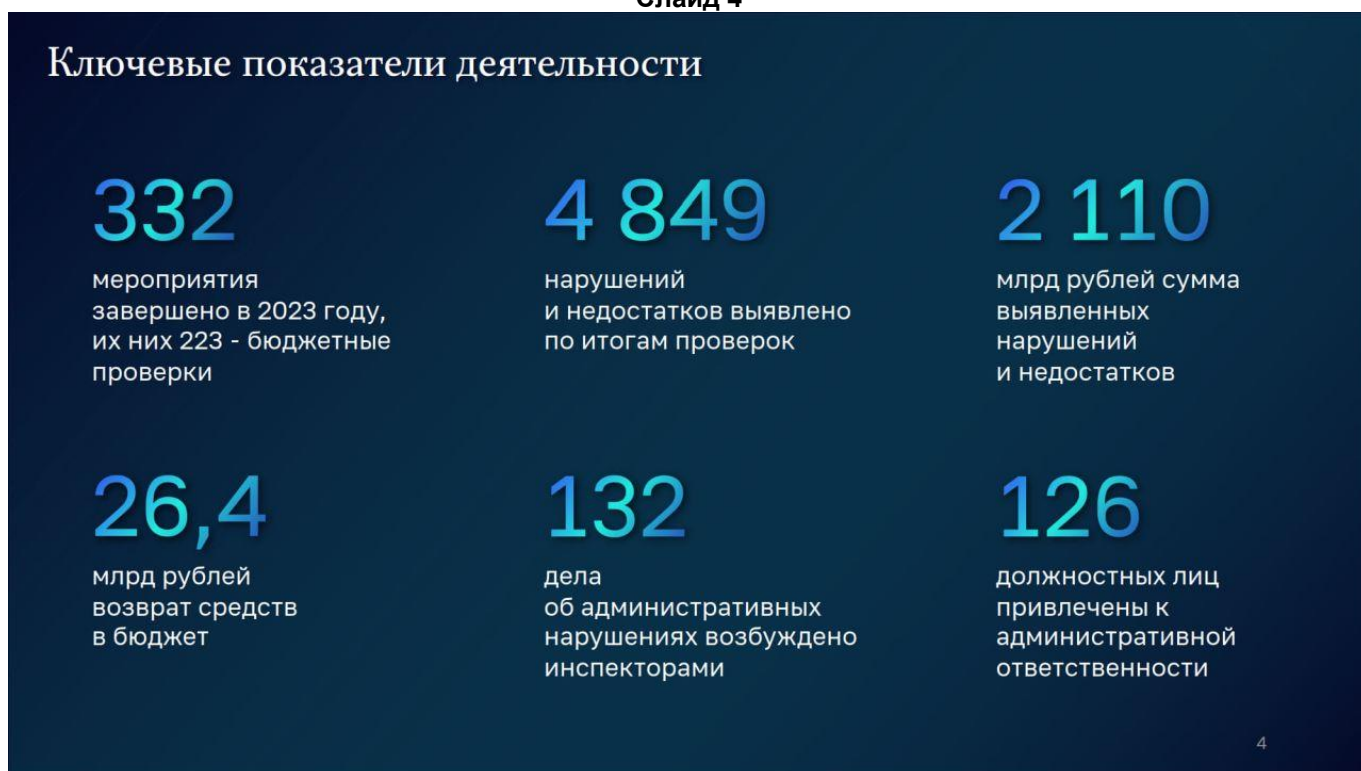 Слайд 4
Ключевые показатели деятельности
332
мероприятия
завершено в 2023 году,
их них 223 - бюджетные
проверки
4 849
нарушений
и недостатков выявлено
по итогам проверок
2 110
млрд рублей сумма
выявленных
нарушений
и недостатков
26,4
млрд рублей
возврат средств
в бюджет
132
дела
об административных
нарушениях возбуждено
инспекторами
126
должностных лиц
привлечены к
административной
ответственности
4